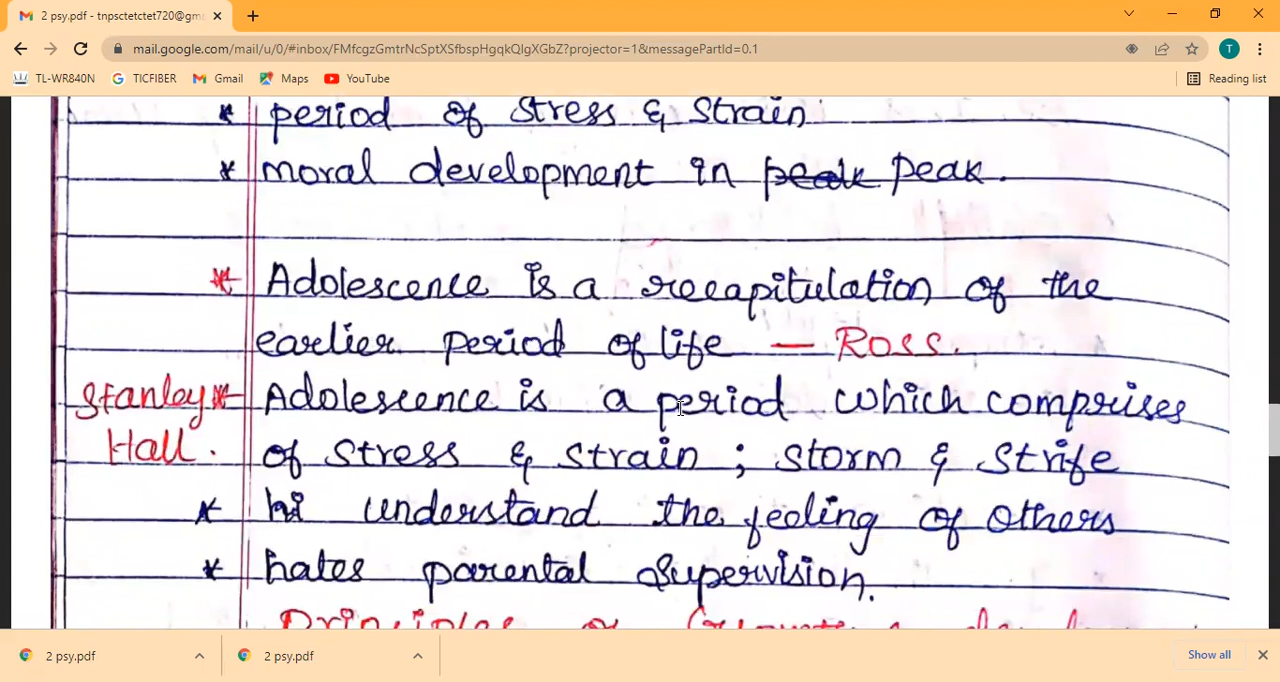 2 psy.pdf - tnpsctetctet720@gm
mail.google.com/mail/u/0/#inbox/FMfcgzGmtrNcSptXSfbspHgqkQlgXGbZ?projector=1&messagePartId=0.1
TL-WR840N TICFIBER Gmail Maps YouTube Reading list
* period of Stress & Strain
* moral development in peak peak.
* Adolescence is a recapitulation of the
earlier period of life — Ross.
Stanley * Adolescence is a period which comprises
Hall. of stress & strain ; storm & Strife
* understand the feeling of others
* hates parental Supervision.
Principles of
2 psy.pdf 2 psy.pdf Show all